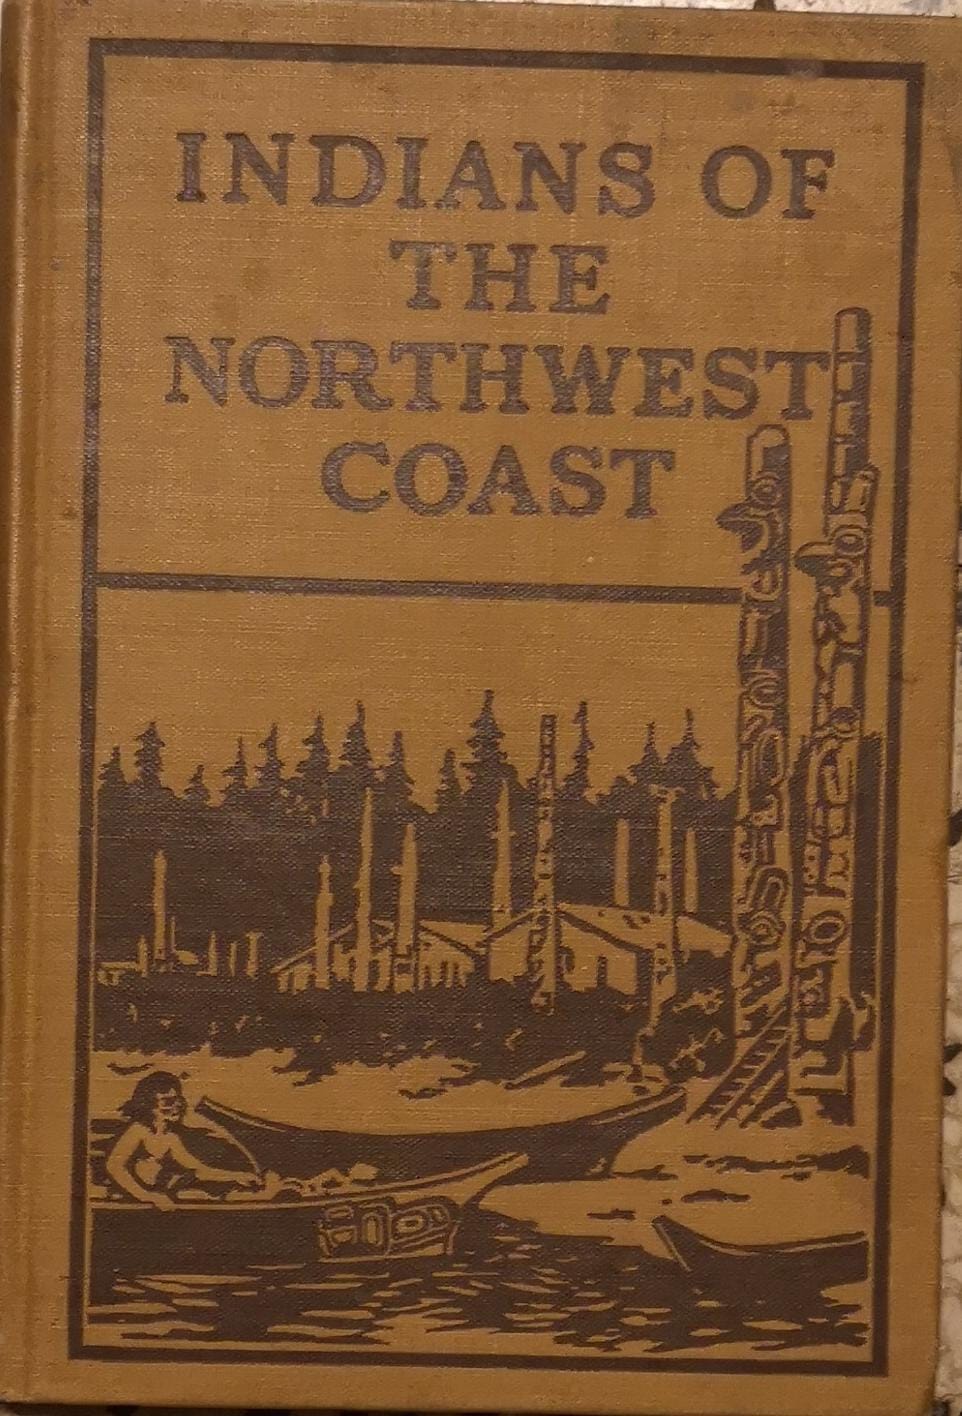 INDIANS OF
THE
NORTHWEST
COAST